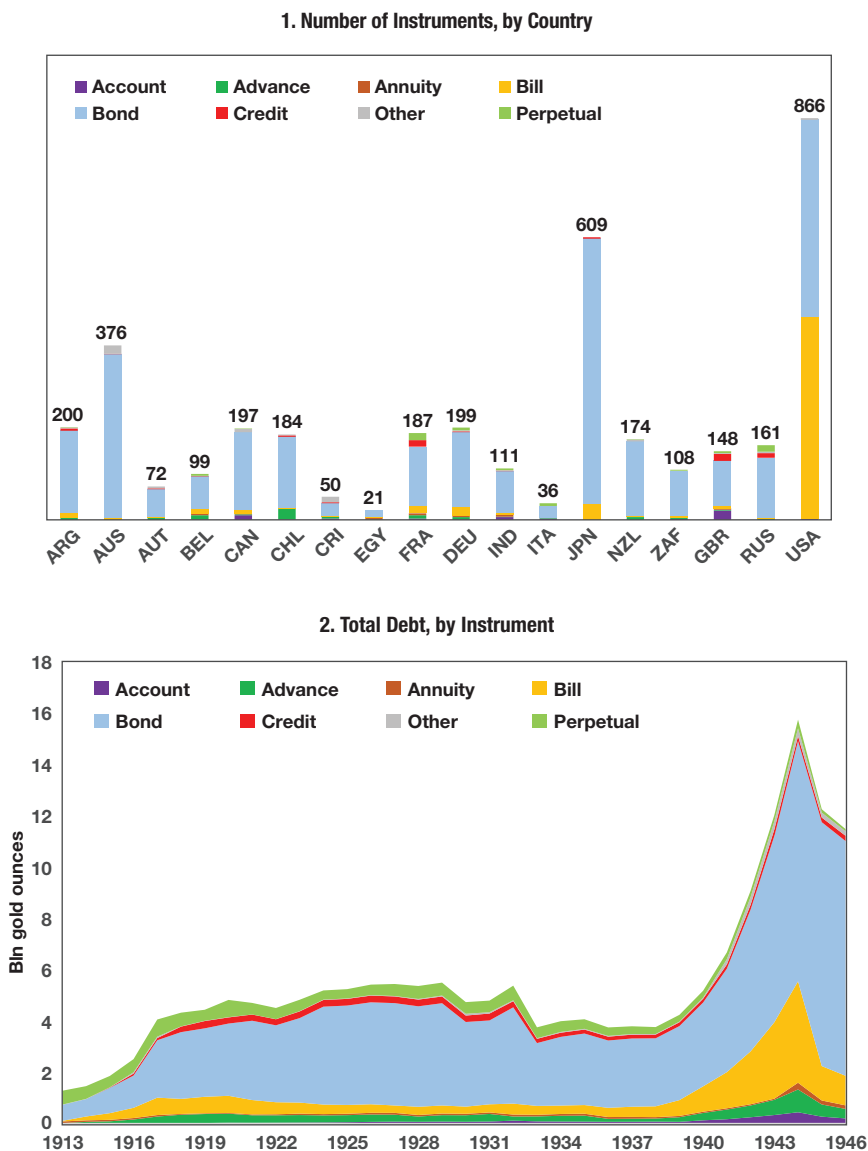 1. Number of Instruments, by Country
Account Advance Annuity Bill
Bond Credit Other Perpetual
200 376 72 99 197 184 50 21 187 199 111 36 609 174 108 148 161 866
ARG AUS AUT BEL CAN CHL CRI EGY FRA DEU IND ITA JPN NZL ZAF GBR RUS USA
2. Total Debt, by Instrument
Account Advance Annuity Bill
Bond Credit Other Perpetual
Bln gold ounces
18
16
14
12
10
8
6
4
2
0
1913 1916 1919 1922 1925 1928 1931 1934 1937 1940 1943 1946